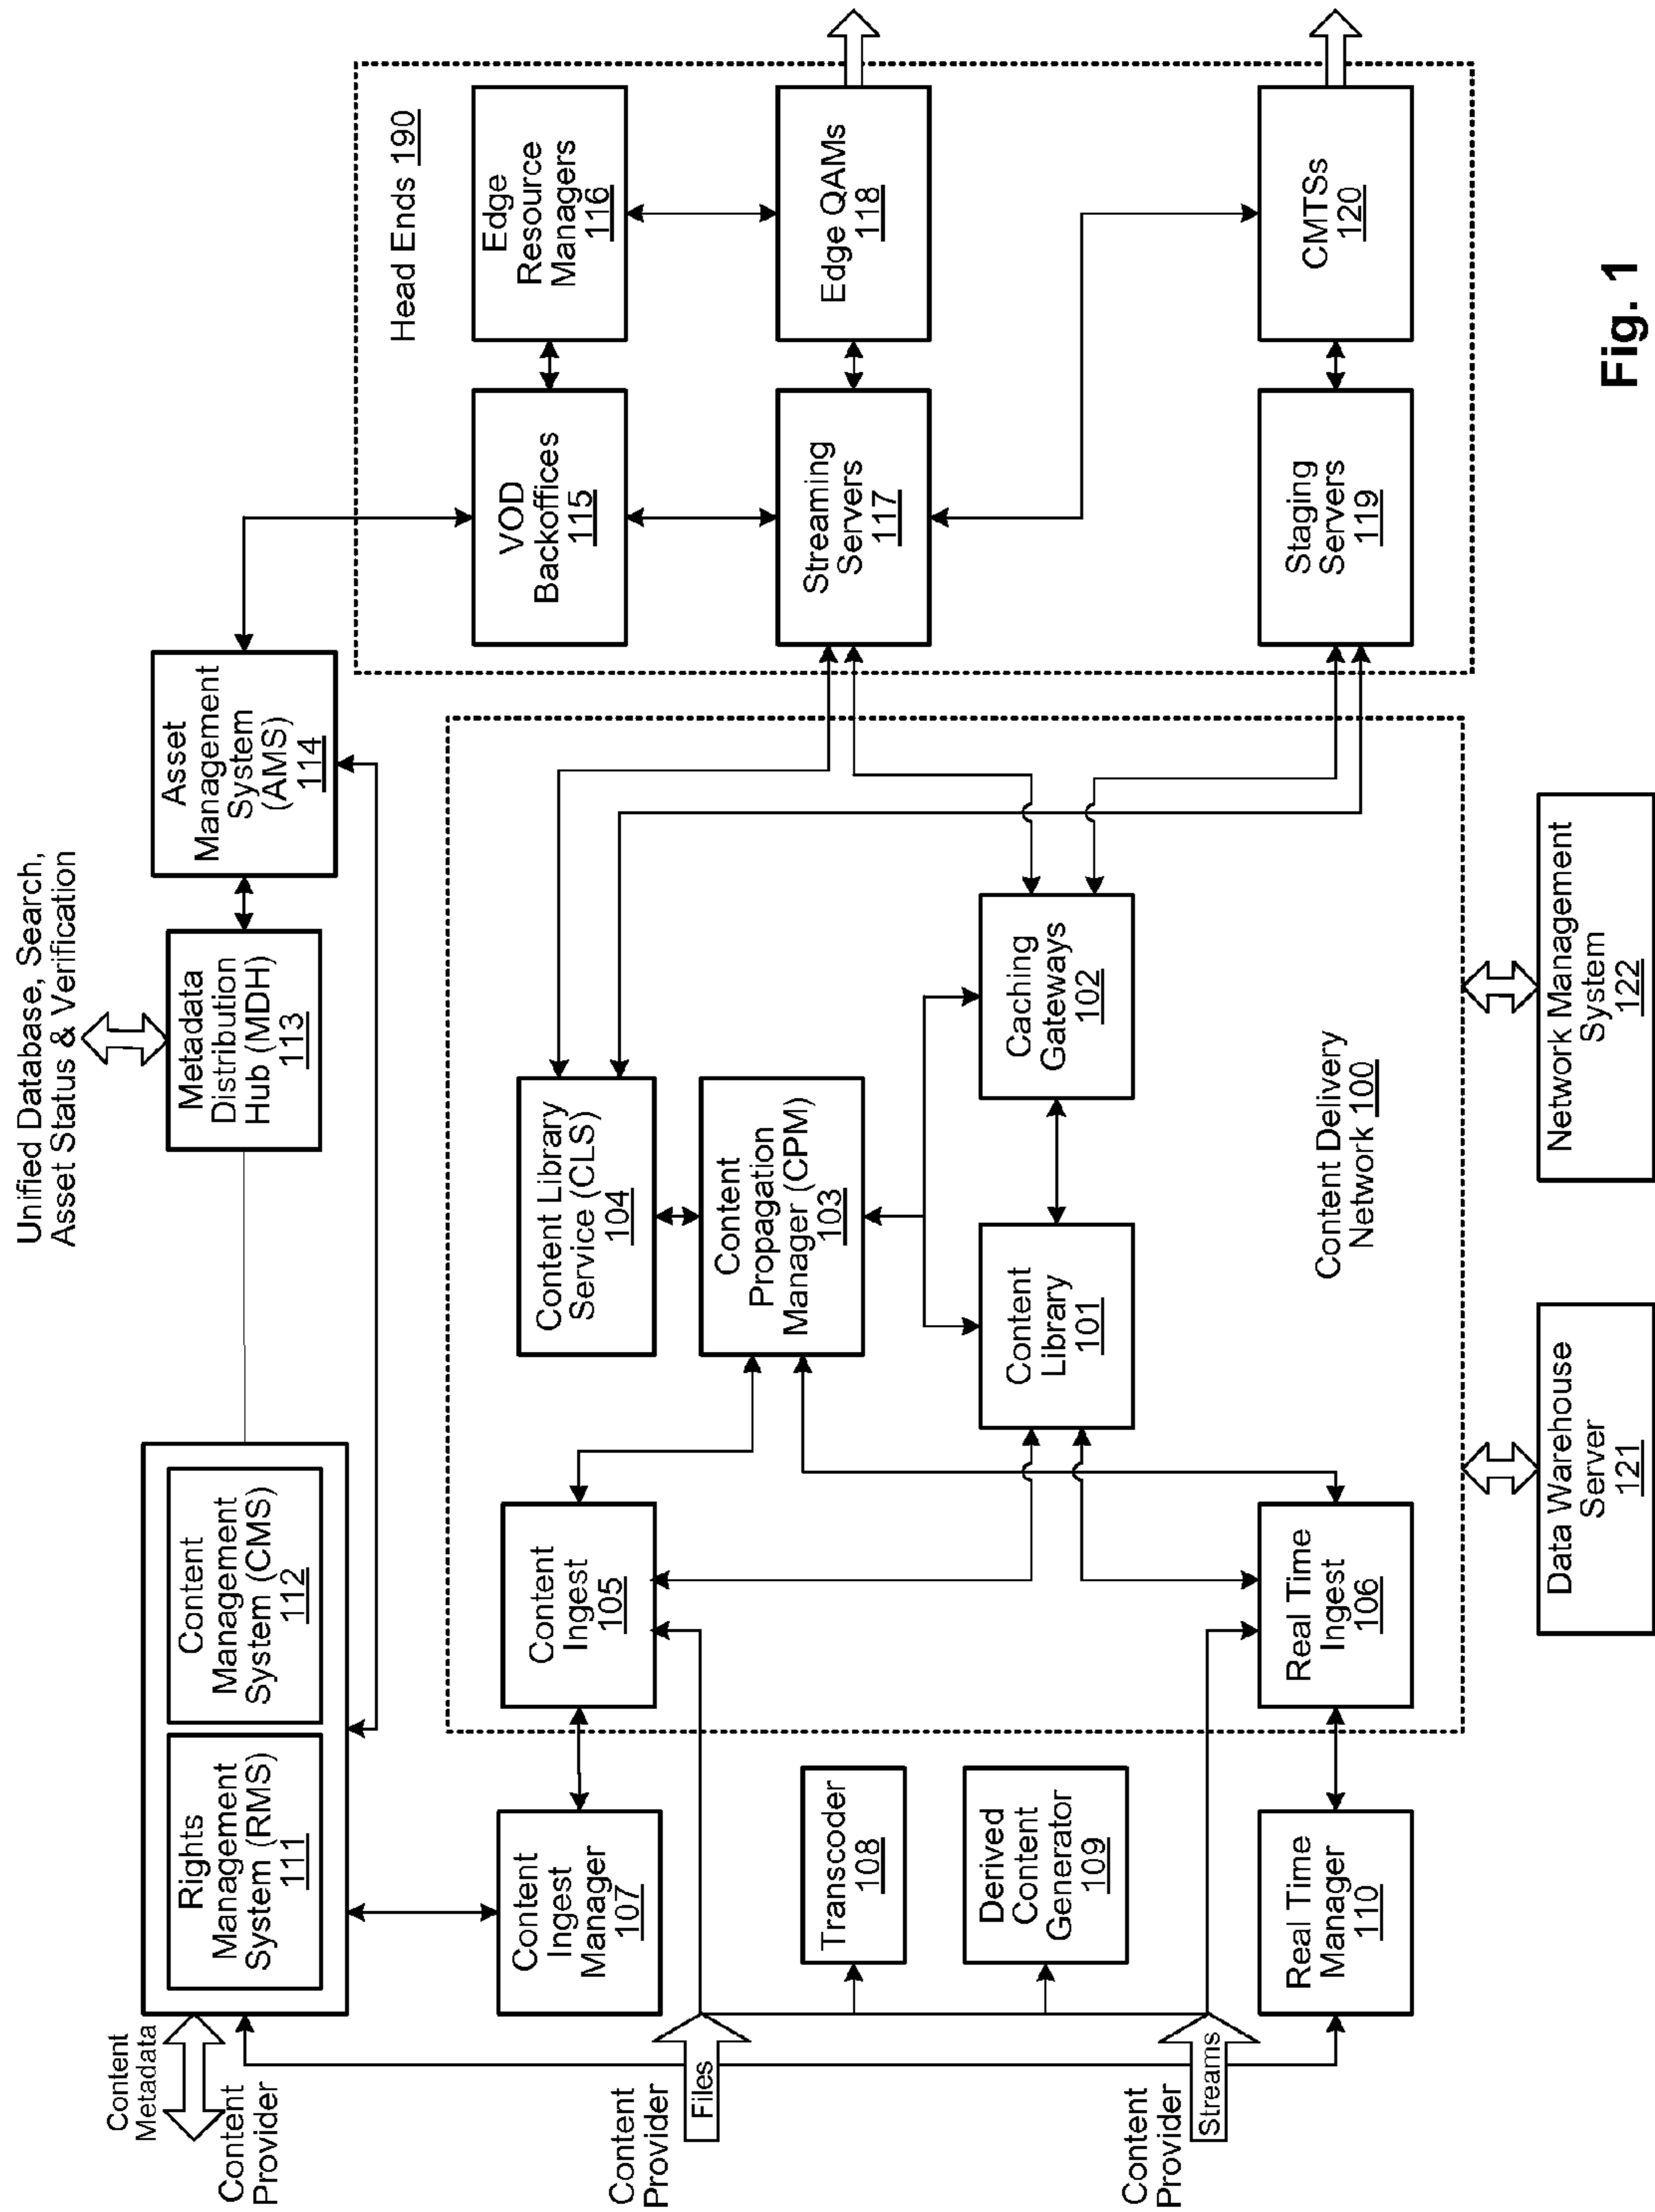 Unified Database, Search,
Asset Status & Verification
Content
Metadata
Content
Provider
Rights
Management
System (RMS)
111
Content
Management
System (CMS)
112
Metadata
Distribution
Hub (MDH)
113
Asset
Management
System
(AMS)
114
Head Ends 190
Content
Ingest
Manager
107
Content
Ingest
105
Content Library
Service (CLS)
104
VOD
Backoffices
115
Edge
Resource
Managers
116
Content
Provider
Files
Transcoder
108
Content
Propagation
Manager (CPM)
103
Streaming
Servers
117
Edge QAMs
118
Derived
Content
Generator
109
Content
Library
101
Caching
Gateways
102
Content
Provider
Streams
Real Time
Manager
110
Real Time
Ingest
106
Content Delivery
Network 100
Staging
Servers
119
CMTSs
120
Data Warehouse
Server
121
Network Management
System
122
Fig. 1